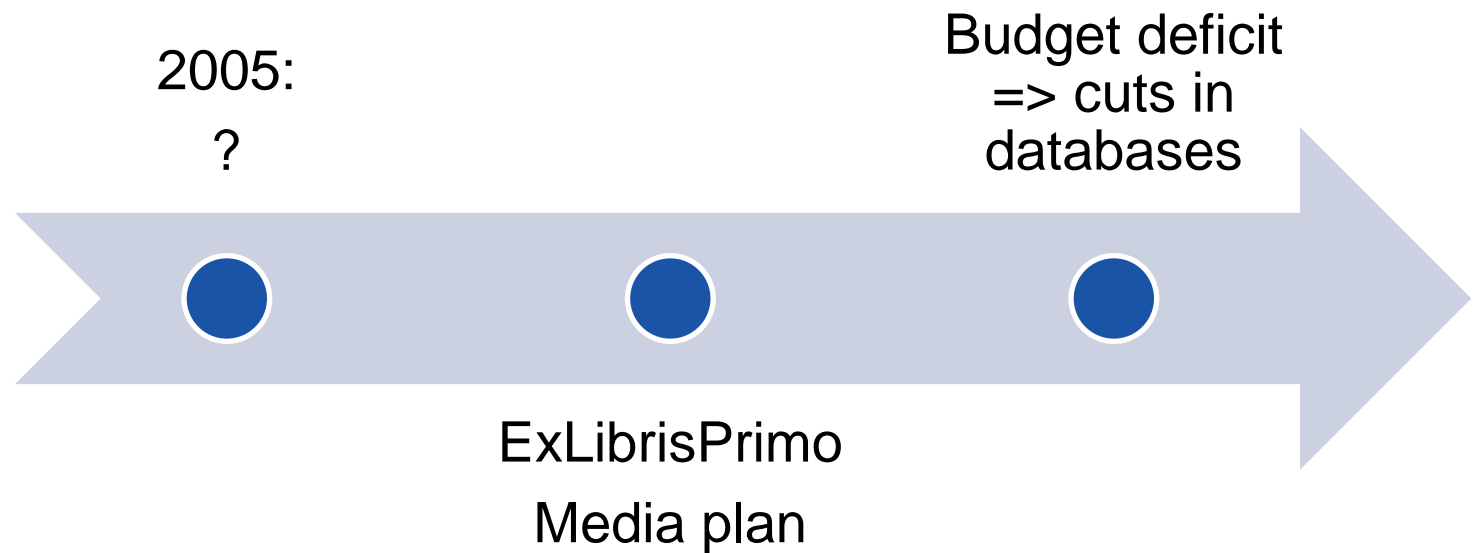 2005:
?
ExLibrisPrimo
Media plan
Budget deficit
=> cuts in
databases